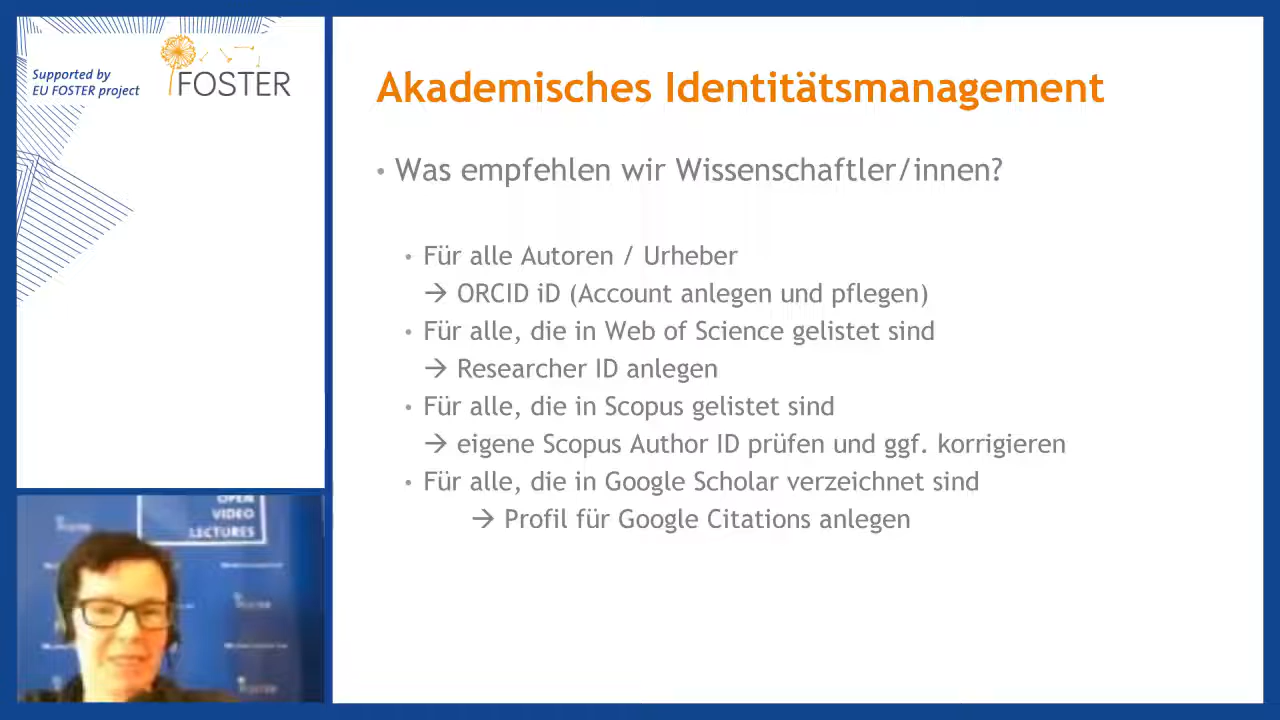 Supported by
EU FOSTER project
FOSTER
Akademisches Identitätsmanagement
• Was empfehlen wir Wissenschaftler/innen?
• Für alle Autoren / Urheber
→ ORCID iD (Account anlegen und pflegen)
• Für alle, die in Web of Science gelistet sind
→ Researcher ID anlegen
• Für alle, die in Scopus gelistet sind
→ eigene Scopus Author ID prüfen und ggf. korrigieren
• Für alle, die in Google Scholar verzeichnet sind
→ Profil für Google Citations anlegen
OPEN
VIDEO
LECTURES